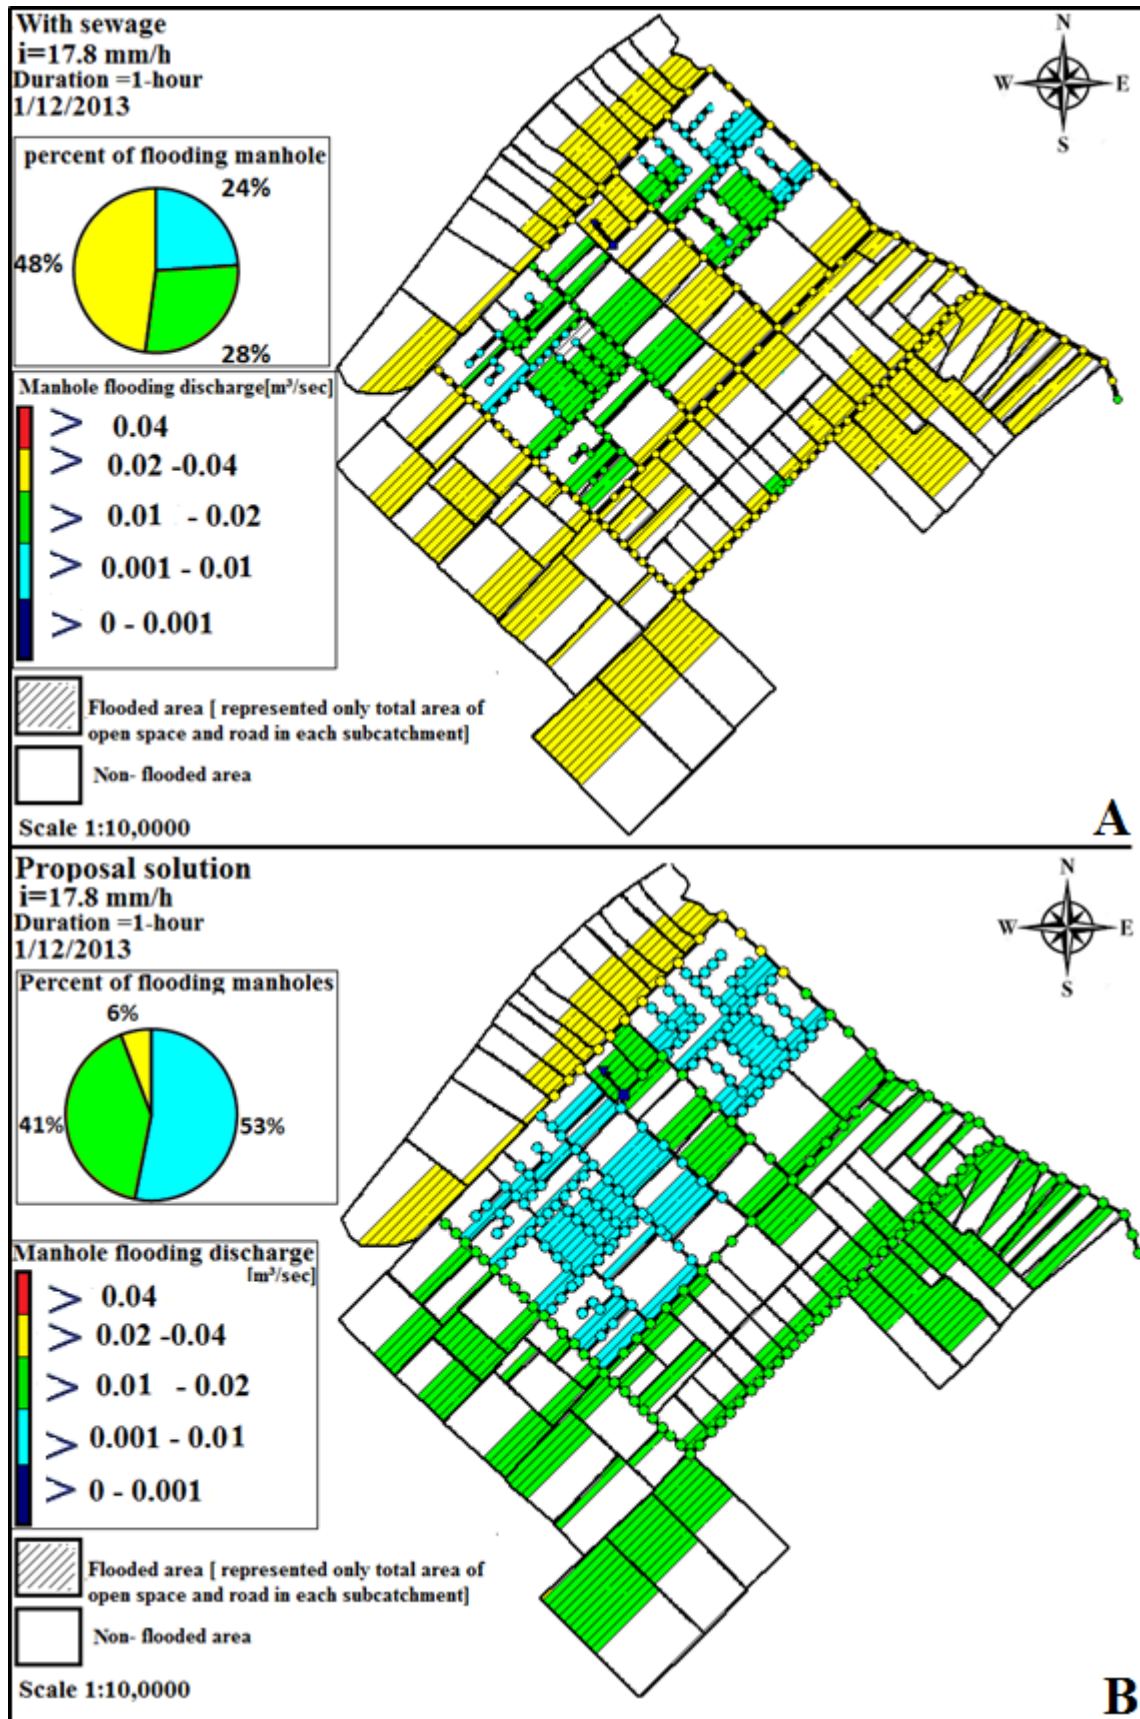 With sewage
i=17.8 mm/h
Duration =1-hour
1/12/2013
N
W E
S
percent of flooding manhole
24%
48%
28%
Manhole flooding discharge[m³/sec]
> 0.04
> 0.02 -0.04
> 0.01 - 0.02
> 0.001 - 0.01
> 0 - 0.001
Flooded area [ represented only total area of
open space and road in each subcatchment]
Non- flooded area
Scale 1:10,0000
A
Proposal solution
i=17.8 mm/h
Duration =1-hour
1/12/2013
N
W E
S
Percent of flooding manholes
6%
41%
53%
Manhole flooding discharge
[m³/sec]
> 0.04
> 0.02 -0.04
> 0.01 - 0.02
> 0.001 - 0.01
> 0 - 0.001
Flooded area [ represented only total area of
open space and road in each subcatchment]
Non- flooded area
Scale 1:10,0000
B